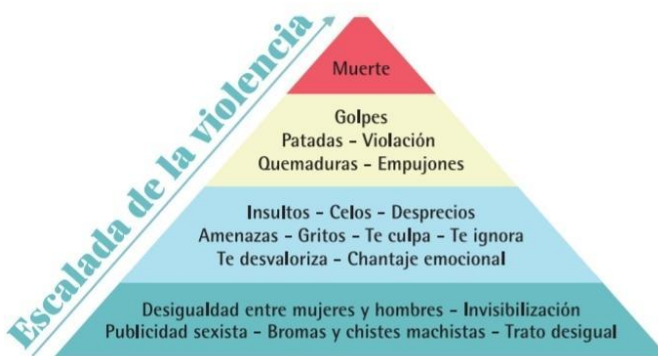 Escalada de la violencia
Muerte
Golpes
Patadas - Violación
Quemaduras - Empujones
Insultos - Celos - Desprecios
Amenazas - Gritos - Te culpa - Te ignora
Te desvaloriza - Chantaje emocional
Desigualdad entre mujeres y hombres - Invisibilización
Publicidad sexista - Bromas y chistes machistas - Trato desigual